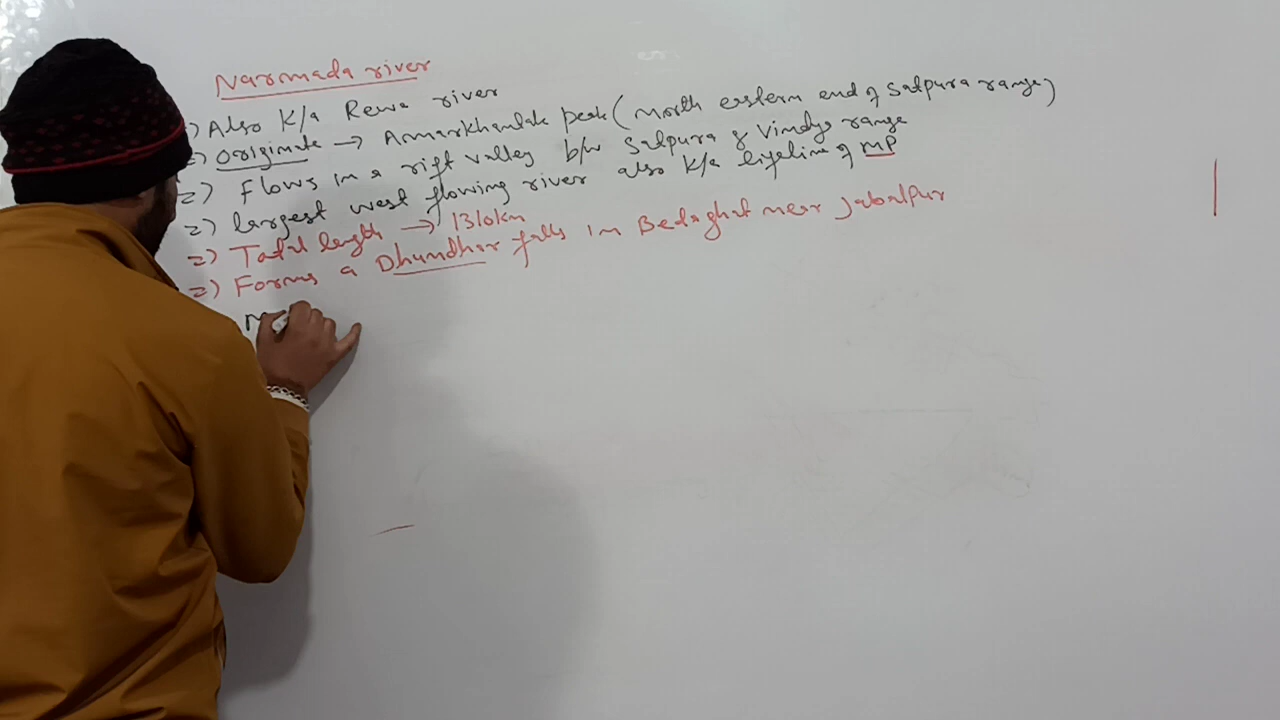 Narmada river
) Also K/a Rewa river
=) Originate → Amarkhantak peak ( North eastern end of Satpura range)
=) Flows in a rift valley b/w Satpura & Vindya range
=) largest west flowing river also K/a lifeline of MP
=) Total length → 1310km
=) Forms a Dhundhar falls in Bedaghat near Jabalpur